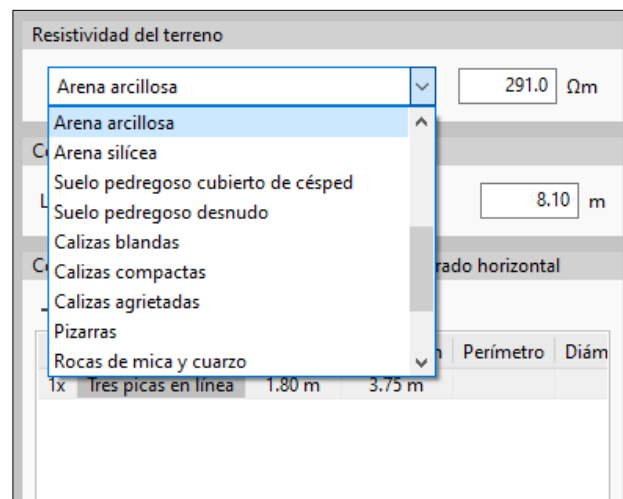 Resistividad del terreno
Arena arcillosa 291.0 Ωm
Arena arcillosa
Arena silícea
Suelo pedregoso cubierto de césped
Suelo pedregoso desnudo
8.10 m
Calizas blandas
Calizas compactas
rado horizontal
Calizas agrietadas
Pizarras
Perímetro Diám
Rocas de mica y cuarzo
1x Tres picas en línea 1.80 m 3.75 m